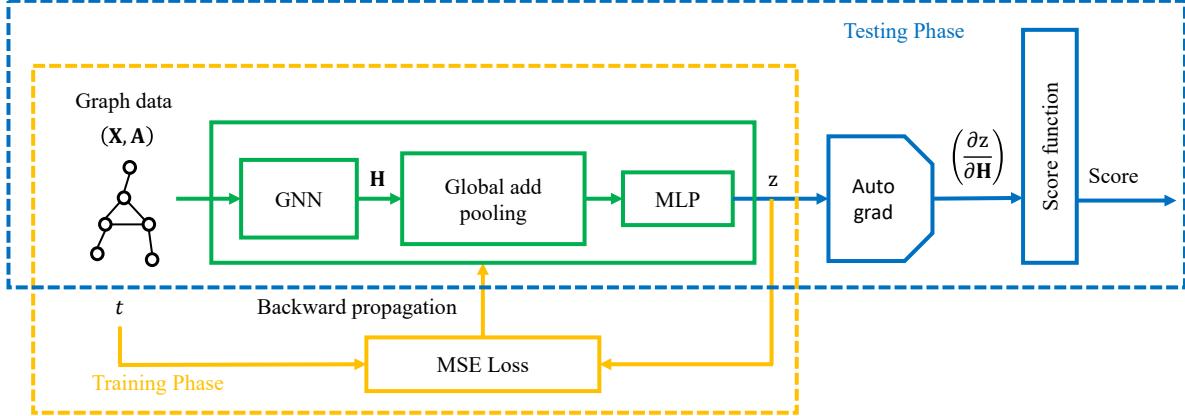 Testing Phase
Graph data
(X, A)
GNN
H
Global add
pooling
MLP
z
Auto
grad
(∂z
∂H)
Score function
Score
t
Backward propagation
MSE Loss
Training Phase